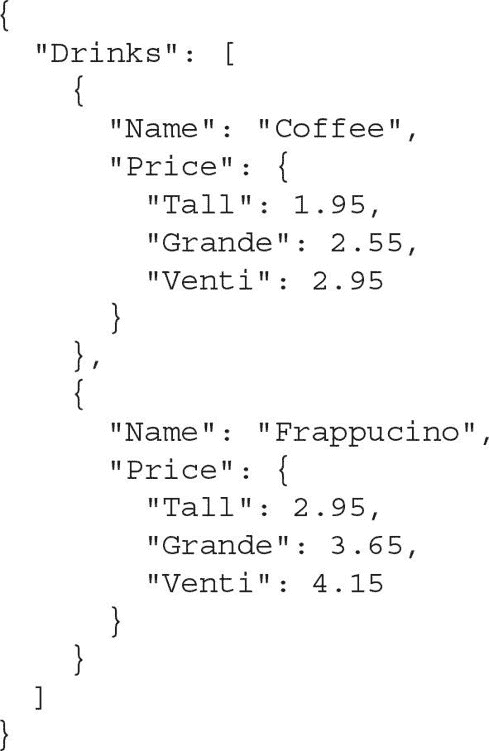 {
  "Drinks": [
    {
      "Name": "Coffee",
      "Price": {
        "Tall": 1.95,
        "Grande": 2.55,
        "Venti": 2.95
      }
    },
    {
      "Name": "Frappucino",
      "Price": {
        "Tall": 2.95,
        "Grande": 3.65,
        "Venti": 4.15
      }
    }
  ]
}